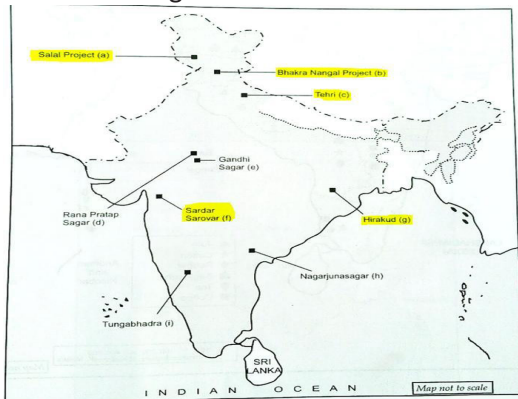 Salal Project (a)
Bhakra Nangal Project (b)
Tehri (c)
Gandhi
Sagar (e)
Rana Pratap
Sagar (d)
Sardar
Sarovar (f)
Hirakud (g)
Nagarjunasagar (h)
Tungabhadra (i)
SRI
LANKA
INDIAN OCEAN
Map not to scale